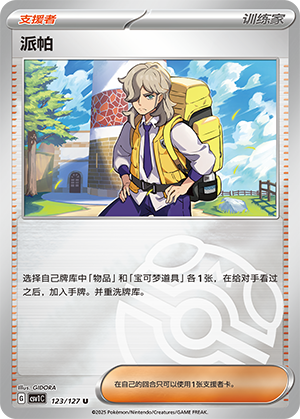 支援者 训练家
派帕
选择自己牌库中「物品」和「宝可梦道具」各1张，在给对手看过
之后，加入手牌。并重洗牌库。
Illus. GIDORA
G CSV1C 123/127 U
在自己的回合只可以使用1张支援者卡。
©2025 Pokémon/Nintendo/Creatures/GAME FREAK.